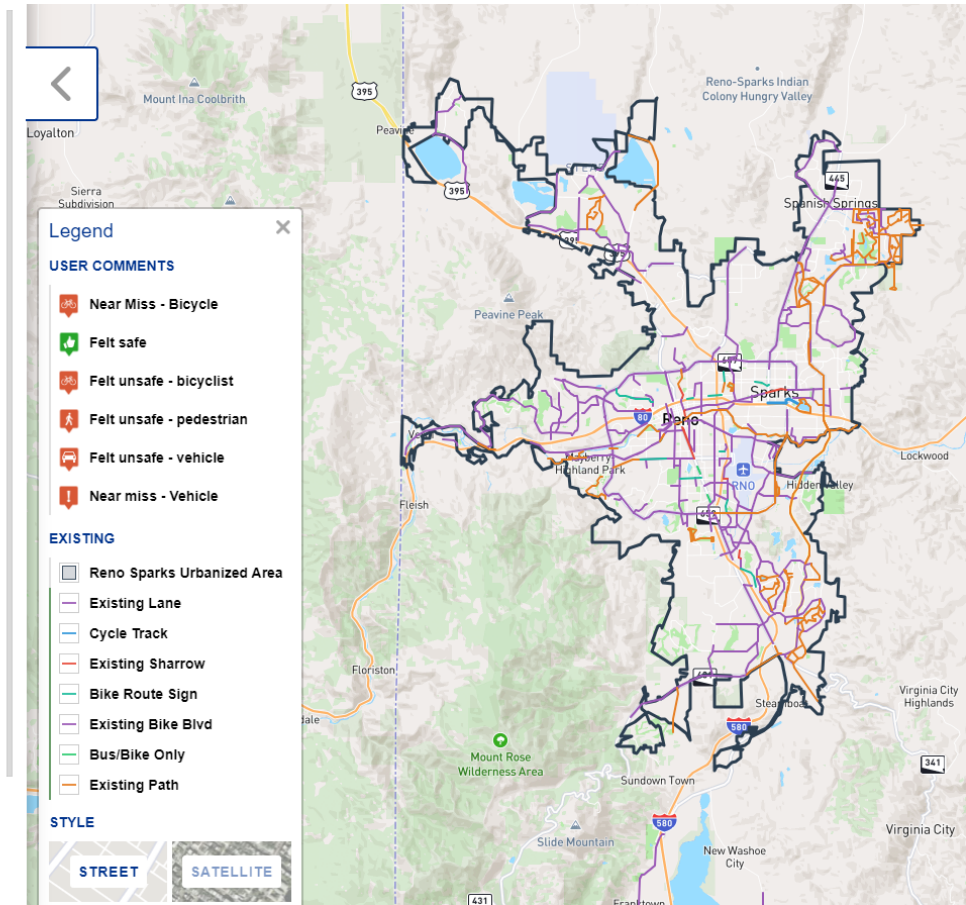 395
Mount Ina Coolbrith
Reno-Sparks Indian
Colony Hungry Valley
Loyalton
Peavine
445
Sierra
Subdivision
395
Spanish Springs
Legend
USER COMMENTS
Near Miss - Bicycle
Felt safe
Felt unsafe - bicyclist
Felt unsafe - pedestrian
Felt unsafe - vehicle
Near miss - Vehicle
EXISTING
Reno Sparks Urbanized Area
Existing Lane
Cycle Track
Existing Sharrow
Bike Route Sign
Existing Bike Blvd
Bus/Bike Only
Existing Path
STYLE
STREET
SATELLITE
Peavine Peak
Sparks
80
Reno
Mayberry
Highland Park
RNO
Hidden Valley
Lockwood
Fleish
Floriston
dale
Virginia City
Highlands
580
Mount Rose
Wilderness Area
Sundown Town
341
580
Slide Mountain
Virginia City
New Washoe
City
431